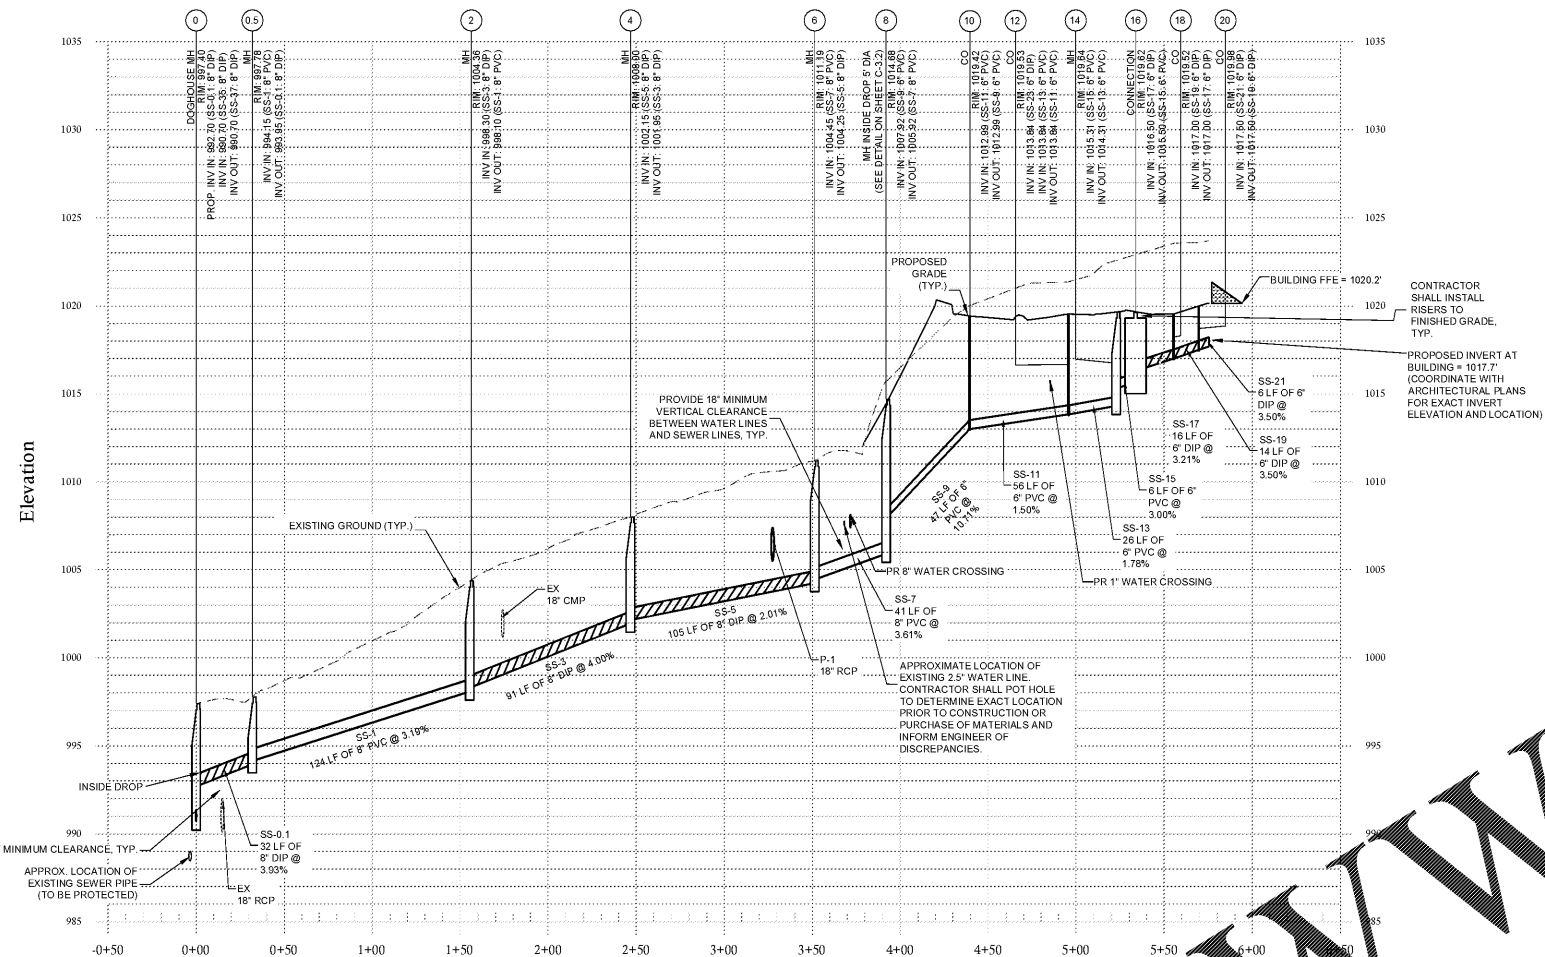 0
0.5
2
4
6
8
10
12
14
16
18
20
DOGHOUSE MH
RIM: 997.40
PROP. INV IN: 992.70 (SS-0.1: 8" DIP)
INV IN: 990.70 (SS-35: 8" DIP)
INV OUT: 990.70 (SS-37: 8" DIP)
MH
RIM: 997.78
INV IN: 994.15 (SS-1: 8" PVC)
INV OUT: 993.95 (SS-0.1: 8" DIP)
MH
RIM: 1004.36
INV IN: 998.30 (SS-3: 8" DIP)
INV OUT: 998.10 (SS-1: 8" PVC)
MH
RIM: 1008.00
INV IN: 1002.15 (SS-5: 8" DIP)
INV OUT: 1001.95 (SS-3: 8" DIP)
MH
RIM: 1011.19
INV IN: 1004.45 (SS-7: 8" PVC)
INV OUT: 1004.25 (SS-5: 8" DIP)
MH INSIDE DROP 5' DIA
(SEE DETAIL ON SHEET C-3.2)
RIM: 1014.68
INV IN: 1007.92 (SS-9: 6" PVC)
INV OUT: 1005.92 (SS-7: 8" PVC)
CO
RIM: 1019.42
INV IN: 1012.99 (SS-11: 6" PVC)
INV OUT: 1012.99 (SS-9: 6" PVC)
CO
RIM: 1019.53
INV IN: 1013.84 (SS-23: 6" DIP)
INV IN: 1013.84 (SS-13: 6" PVC)
INV OUT: 1013.84 (SS-11: 6" PVC)
MH
RIM: 1019.64
INV IN: 1015.31 (SS-15: 6" PVC)
INV OUT: 1014.31 (SS-13: 6" PVC)
CONNECTION
RIM: 1019.62
INV IN: 1016.50 (SS-17: 6" DIP)
INV OUT: 1015.50 (SS-15: 6" PVC)
CO
RIM: 1019.52
INV IN: 1017.00 (SS-19: 6" DIP)
INV OUT: 1017.00 (SS-17: 6" DIP)
CO
RIM: 1019.98
INV IN: 1017.50 (SS-21: 6" DIP)
INV OUT: 1017.50 (SS-19: 6" DIP)
1035
1035
1030
1030
1025
1025
1020
1020
1015
1015
1010
1010
1005
1005
1000
1000
995
995
990
990
985
985
Elevation
PROPOSED
GRADE
(TYP.)
BUILDING FFE = 1020.2'
CONTRACTOR
SHALL INSTALL
RISERS TO
FINISHED GRADE,
TYP.
PROPOSED INVERT AT
BUILDING = 1017.7'
(COORDINATE WITH
ARCHITECTURAL PLANS
FOR EXACT INVERT
ELEVATION AND LOCATION)
PROVIDE 18" MINIMUM
VERTICAL CLEARANCE
BETWEEN WATER LINES
AND SEWER LINES, TYP.
SS-21
6 LF OF 6"
DIP @
3.50%
SS-17
16 LF OF
6" DIP @
3.21%
SS-19
14 LF OF
6" DIP @
3.50%
SS-11
56 LF OF
6" PVC @
1.50%
SS-15
6 LF OF 6"
PVC @
3.00%
SS-9
47 LF OF 6"
PVC @
10.71%
SS-13
26 LF OF
6" PVC @
1.78%
PR 1" WATER CROSSING
EXISTING GROUND (TYP.)
EX
18" CMP
PR 8" WATER CROSSING
SS-7
41 LF OF
8" PVC @
3.61%
SS-5
105 LF OF 8" DIP @ 2.01%
P-1
18" RCP
SS-3
91 LF OF 8" DIP @ 4.00%
APPROXIMATE LOCATION OF
EXISTING 2.5" WATER LINE.
CONTRACTOR SHALL POT HOLE
TO DETERMINE EXACT LOCATION
PRIOR TO CONSTRUCTION OR
PURCHASE OF MATERIALS AND
INFORM ENGINEER OF
DISCREPANCIES.
SS-1
124 LF OF 8" PVC @ 3.19%
INSIDE DROP
SS-0.1
32 LF OF
8" DIP @
3.93%
MINIMUM CLEARANCE, TYP.
APPROX. LOCATION OF
EXISTING SEWER PIPE
(TO BE PROTECTED)
EX
18" RCP
-0+50
0+00
0+50
1+00
1+50
2+00
2+50
3+00
3+50
4+00
4+50
5+00
5+50
6+00
WW